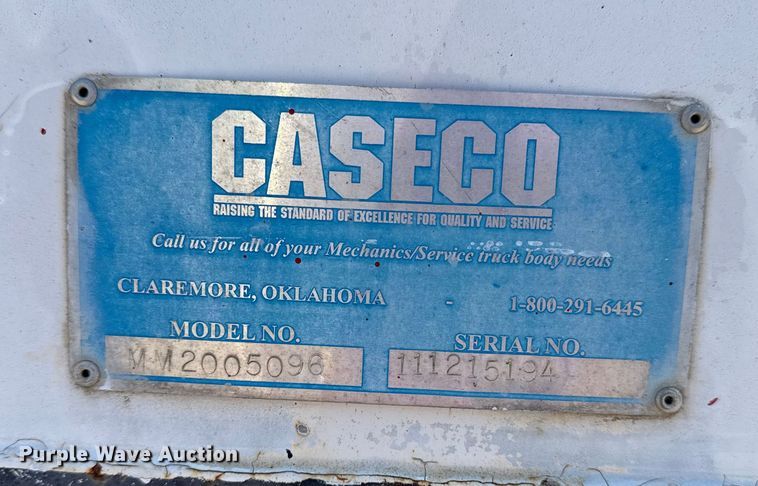 CASECO
RAISING THE STANDARD OF EXCELLENCE FOR QUALITY AND SERVICE
Call us for all of your Mechanics/Service truck body needs
CLAREMORE, OKLAHOMA - 1-800-291-6445
MODEL NO. SERIAL NO.
MM2005096 111215194
Purple Wave Auction